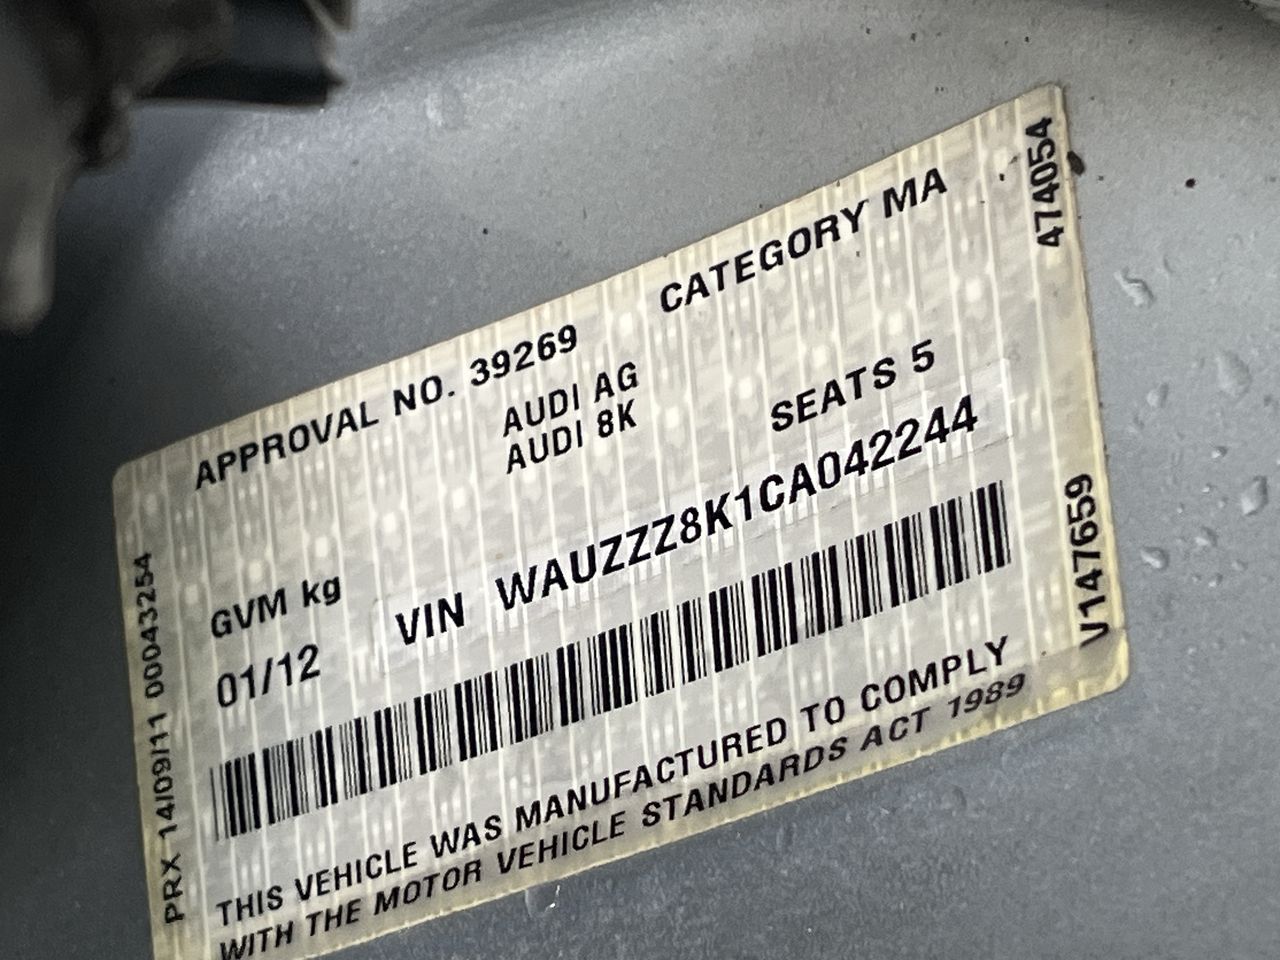 APPROVAL NO. 39269
CATEGORY MA
AUDI AG
AUDI 8K
SEATS 5
GVM kg
01/12
VIN WAUZZZ8K1CA042244
THIS VEHICLE WAS MANUFACTURED TO COMPLY
WITH THE MOTOR VEHICLE STANDARDS ACT 1989
PRX 14/09/11 00043254
474054
V147659